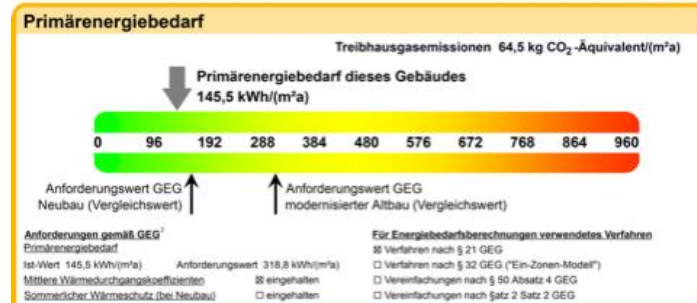 Primärenergiebedarf
Treibhausgasemissionen 64,5 kg CO₂-Äquivalent/(m²a)
Primärenergiebedarf dieses Gebäudes
145,5 kWh/(m²a)
0 96 192 288 384 480 576 672 768 864 960
Anforderungswert GEG
Neubau (Vergleichswert)
Anforderungswert GEG
modernisierter Altbau (Vergleichswert)
Anforderungen gemäß GEG²
Primärenergiebedarf
Ist-Wert 145,5 kWh/(m²a) Anforderungswert 318,8 kWh/(m²a)
Mittlere Wärmedurchgangskoeffizienten ☒ eingehalten
Sommerlicher Wärmeschutz (bei Neubau) ☐ eingehalten
Für Energiebedarfsberechnungen verwendetes Verfahren
☒ Verfahren nach § 21 GEG
☐ Verfahren nach § 32 GEG ("Ein-Zonen-Modell")
☐ Vereinfachungen nach § 50 Absatz 4 GEG
☐ Vereinfachungen nach §atz 2 Satz 2 GEG